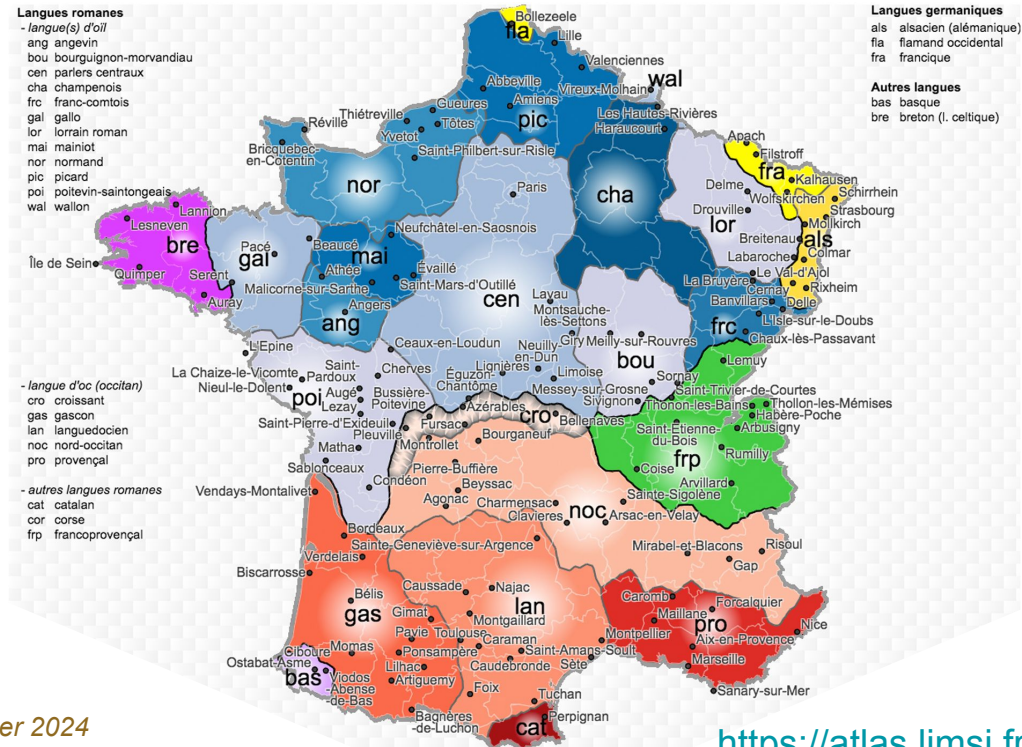 Langues romanes
- langue(s) d'oïl
ang angevin
bou bourguignon-morvandiau
cen parlers centraux
cha champenois
frc franc-comtois
gal gallo
lor lorrain roman
mai mainiot
nor normand
pic picard
poi poitevin-saintongeais
wal wallon
- langue d'oc (occitan)
cro croissant
gas gascon
lan languedocien
noc nord-occitan
pro provençal
- autres langues romanes
cat catalan
cor corse
frp francoprovençal
Langues germaniques
als alsacien (alémanique)
fla flamand occidental
fra francique
Autres langues
bas basque
bre breton (l. celtique)
Bollezeele
fla
Lille
Valenciennes
wal
Abbeville
Vireux-Molhain
Amiens
Les Hautes-Rivières
pic
Haraucourt
Gueures
Thiétreville
Tôtes
Yvetot
Réville
Bricquebec-
en-Cotentin
Saint-Philbert-sur-Risle
nor
Paris
cha
Apach
Filstroff
fra
Kalhausen
Schirrhein
Delme
Wolfskirchen
Strasbourg
Drouville
lor
Mollkirch
Breitenau
als
Labaroche
Colmar
Le Val-d'Ajol
La Bruyère
Cernay
Rixheim
Banvillars
Delle
frc
L'Isle-sur-le-Doubs
Chaux-lès-Passavant
Lannion
Lesneven
bre
Île de Sein
Quimper
Serent
Auray
Pacé
gal
Beaucé
Neufchâtel-en-Saosnois
mai
Athée
Évaillé
Malicorne-sur-Sarthe
Saint-Mars-d'Outillé
Angers
ang
cen
Layau
Montsauche-
lès-Settons
Giry
Meilly-sur-Rouvres
bou
Neuilly-
en-Dun
Ceaux-en-Loudun
Lignières
Limoise
Éguzon-
Chantôme
Messey-sur-Grosne
Sivignon
Sornay
Lemuy
L'Epine
La Chaize-le-Vicomte
Saint-
Pardoux
Cherves
Nieul-le-Dolent
poi
Augé
Lezay
Bussière-
Poitevine
Saint-Pierre-d'Exideuil
Pleuville
Matha
Sablonceaux
Condéon
Azérables
cro
Fursac
Bellenaves
Montrollet
Bourganeuf
Saint-Trivier-de-Courtes
Thonon-les-Bains
Thollon-les-Mémises
Habère-Poche
Saint-Étienne-
du-Bois
Arbusigny
frp
Rumilly
Coise
Arvillard
Sainte-Sigolène
Pierre-Buffière
Beyssac
Agonac
Charmensac
noc
Clavieres
Arsac-en-Velay
Vendays-Montalivet
Bordeaux
Sainte-Geneviève-sur-Argence
Mirabel-et-Blacons
Risoul
Gap
Verdelais
Biscarrosse
Bélis
gas
Caussade
Najac
lan
Gimat
Montgaillard
Pavie
Toulouse
Caraman
Momas
Ponsampère
Saint-Amans-Soult
Caudebronde
Sète
Montpellier
Lilhac
Artiguemy
Ciboure
Ostabat-Asme
bas
Viodos
-Abense
-de-Bas
Bagnères
-de-Luchon
Foix
Tuchan
Perpignan
cat
Caromb
Forcalquier
Maillane
pro
Nice
Aix-en-Provence
Marseille
Sanary-sur-Mer
er 2024
https://atlas.limsi.fr